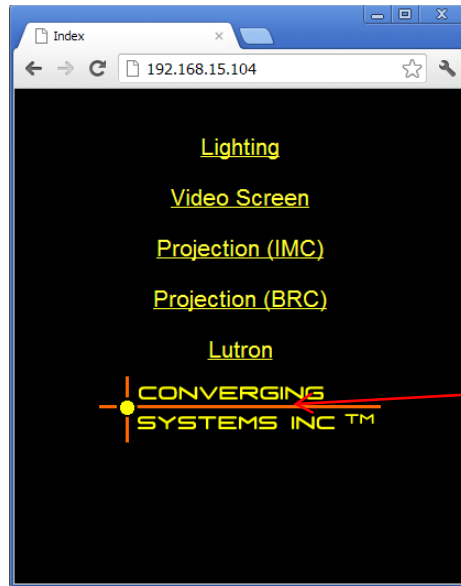 Index
192.168.15.104
Lighting
Video Screen
Projection (IMC)
Projection (BRC)
Lutron
CONVERGING
SYSTEMS INC ™